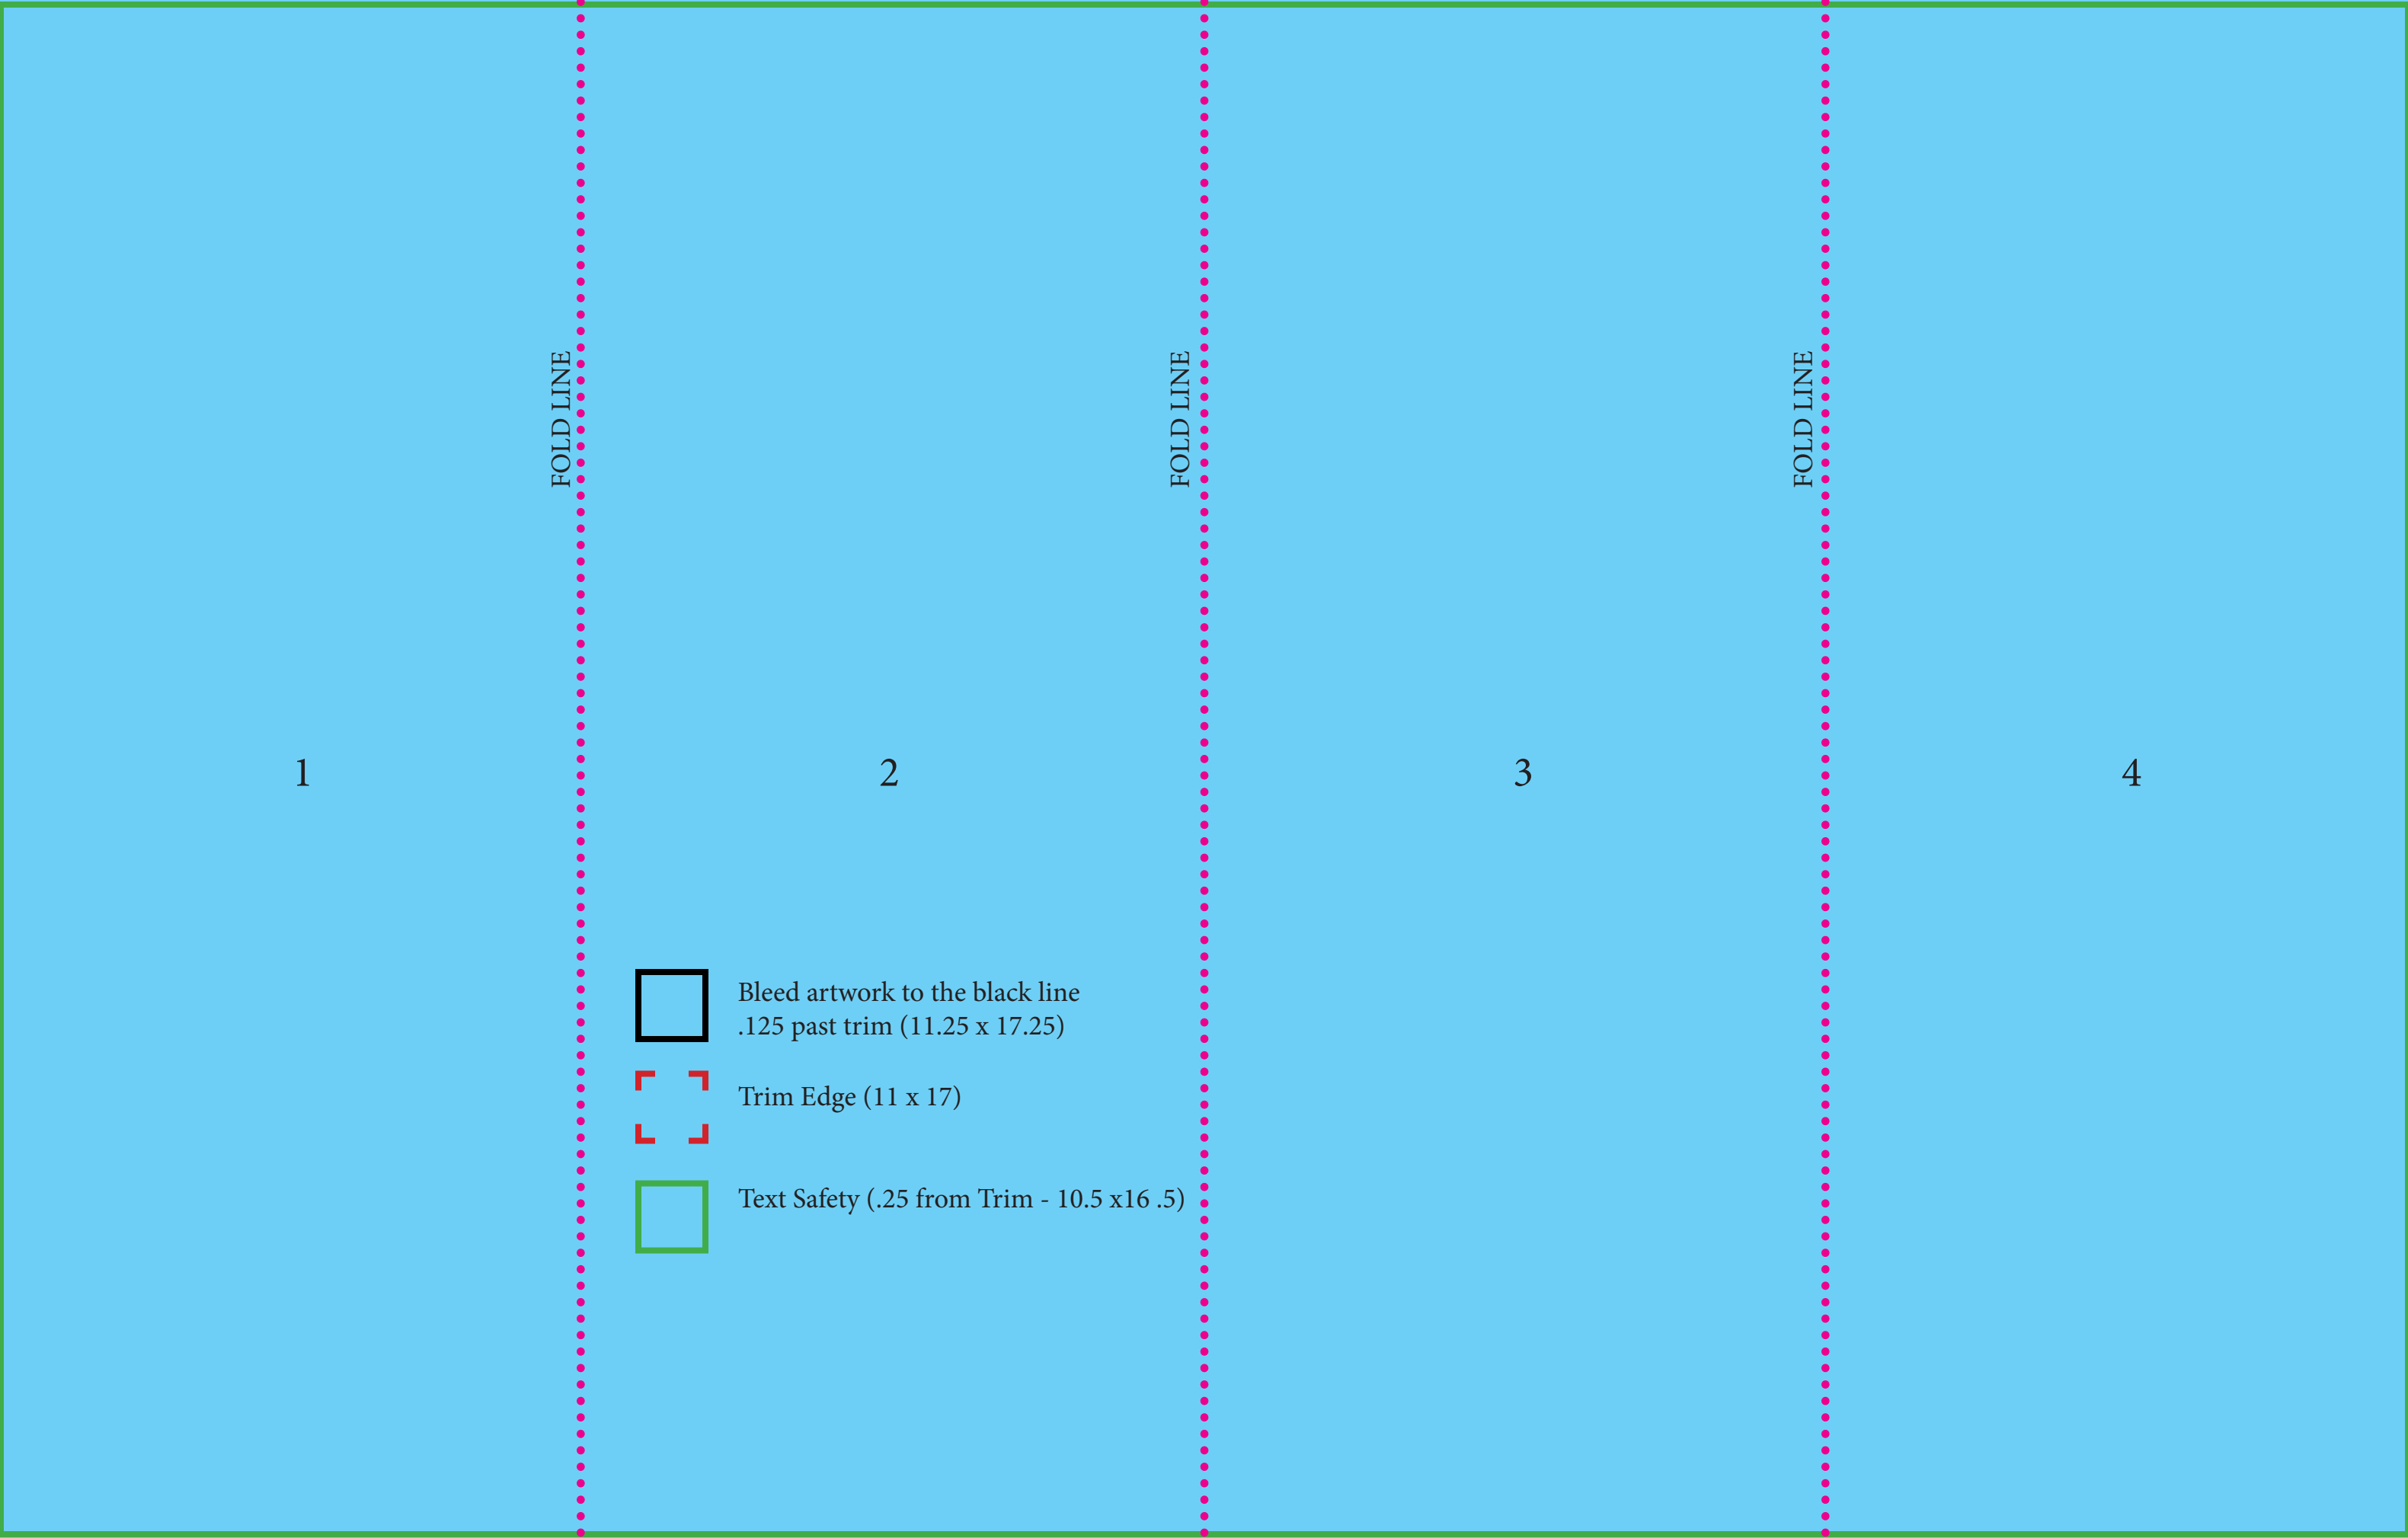 FOLD LINE
FOLD LINE
FOLD LINE
1
2
3
4
Bleed artwork to the black line
.125 past trim (11.25 x 17.25)
Trim Edge (11 x 17)
Text Safety (.25 from Trim - 10.5 x16 .5)